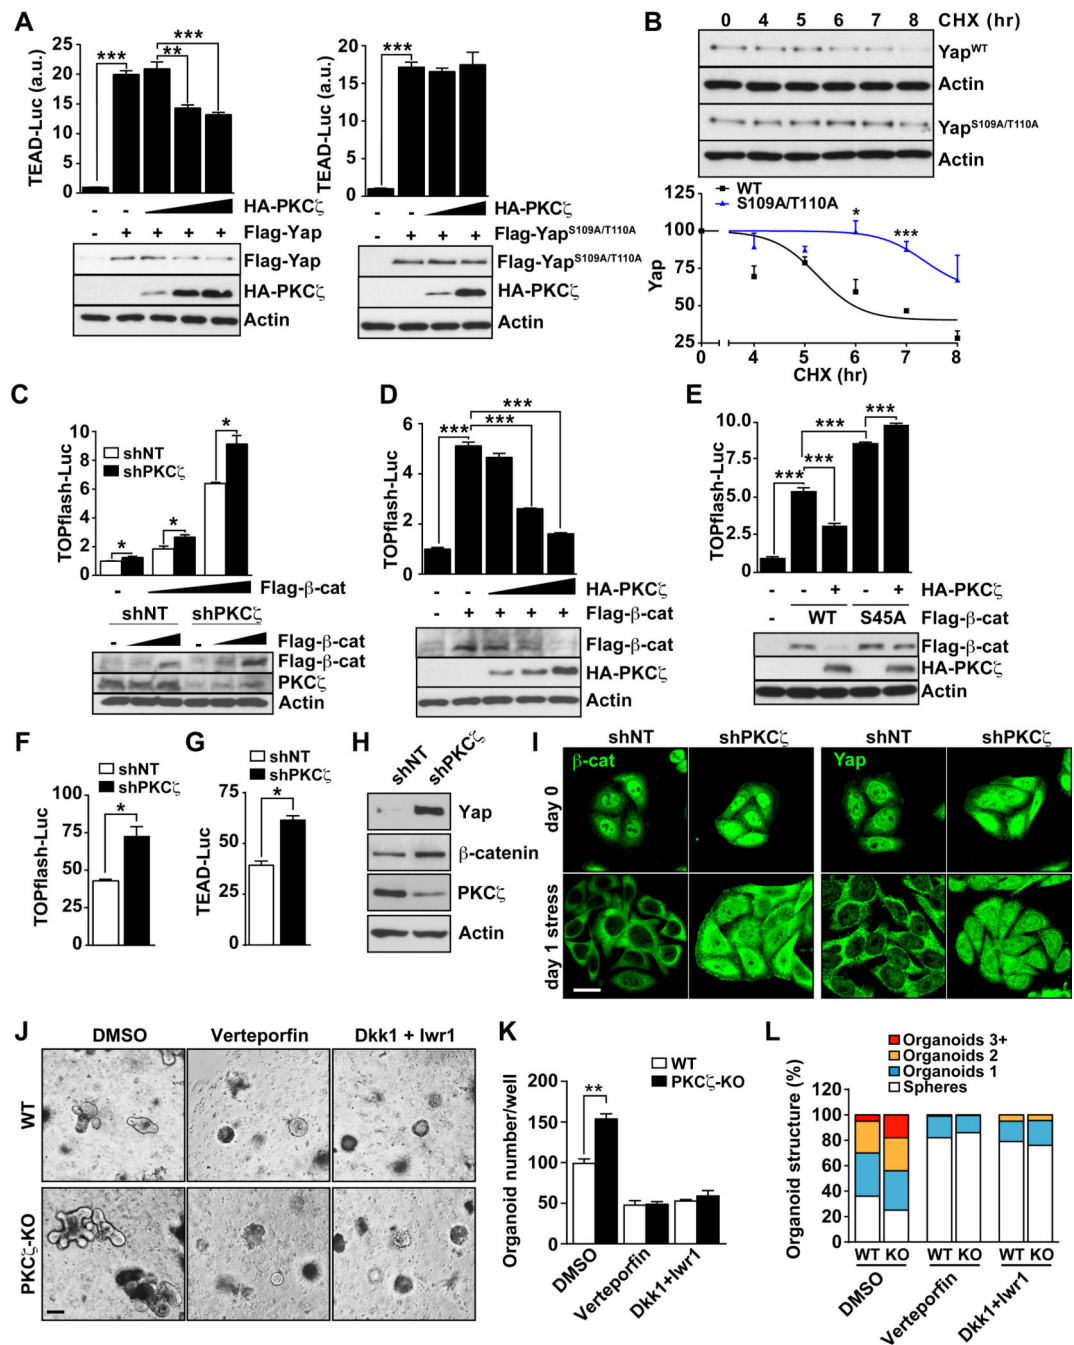 A
TEAD-Luc (a.u.)
25
20
15
10
5
0
***
**
***
HA-PKCζ
- + + + + Flag-Yap
Flag-Yap
HA-PKCζ
Actin
TEAD-Luc (a.u.)
20
15
10
5
0
***
HA-PKCζ
- + + + Flag-Yap^S109A/T110A
Flag-Yap^S109A/T110A
HA-PKCζ
Actin
B
0 4 5 6 7 8 CHX (hr)
Yap^WT
Actin
Yap^S109A/T110A
Actin
WT
S109A/T110A
Yap
100
75
50
25
*
***
0 4 5 6 7 8
CHX (hr)
C
TOPflash-Luc
10
8
6
4
2
0
shNT
shPKCζ
*
*
*
- Flag-β-cat
shNT shPKCζ
- - Flag-β-cat
Flag-β-cat
PKCζ
Actin
D
TOPflash-Luc
6
4
2
0
***
***
***
- - HA-PKCζ
- + + + + Flag-β-cat
Flag-β-cat
HA-PKCζ
Actin
E
TOPflash-Luc
10.0
7.5
5.0
2.5
0
***
***
***
***
- - + - + HA-PKCζ
- WT S45A Flag-β-cat
Flag-β-cat
HA-PKCζ
Actin
F
shNT
shPKCζ
TOPflash-Luc
100
75
50
25
0
*
G
shNT
shPKCζ
TEAD-Luc
75
50
25
0
*
H
shNT shPKCζ
Yap
β-catenin
PKCζ
Actin
I
shNT shPKCζ shNT shPKCζ
β-cat Yap
day 0
day 1 stress
J
DMSO Verteporfin Dkk1 + Iwr1
WT
PKCζ-KO
K
WT
PKCζ-KO
Organoid number/well
200
150
100
50
0
**
DMSO
Verteporfin
Dkk1+Iwr1
L
Organoids 3+
Organoids 2
Organoids 1
Spheres
Organoid structure (%)
120
100
80
60
40
20
0
WT KO WT KO WT KO
DMSO
Verteporfin
Dkk1+Iwr1